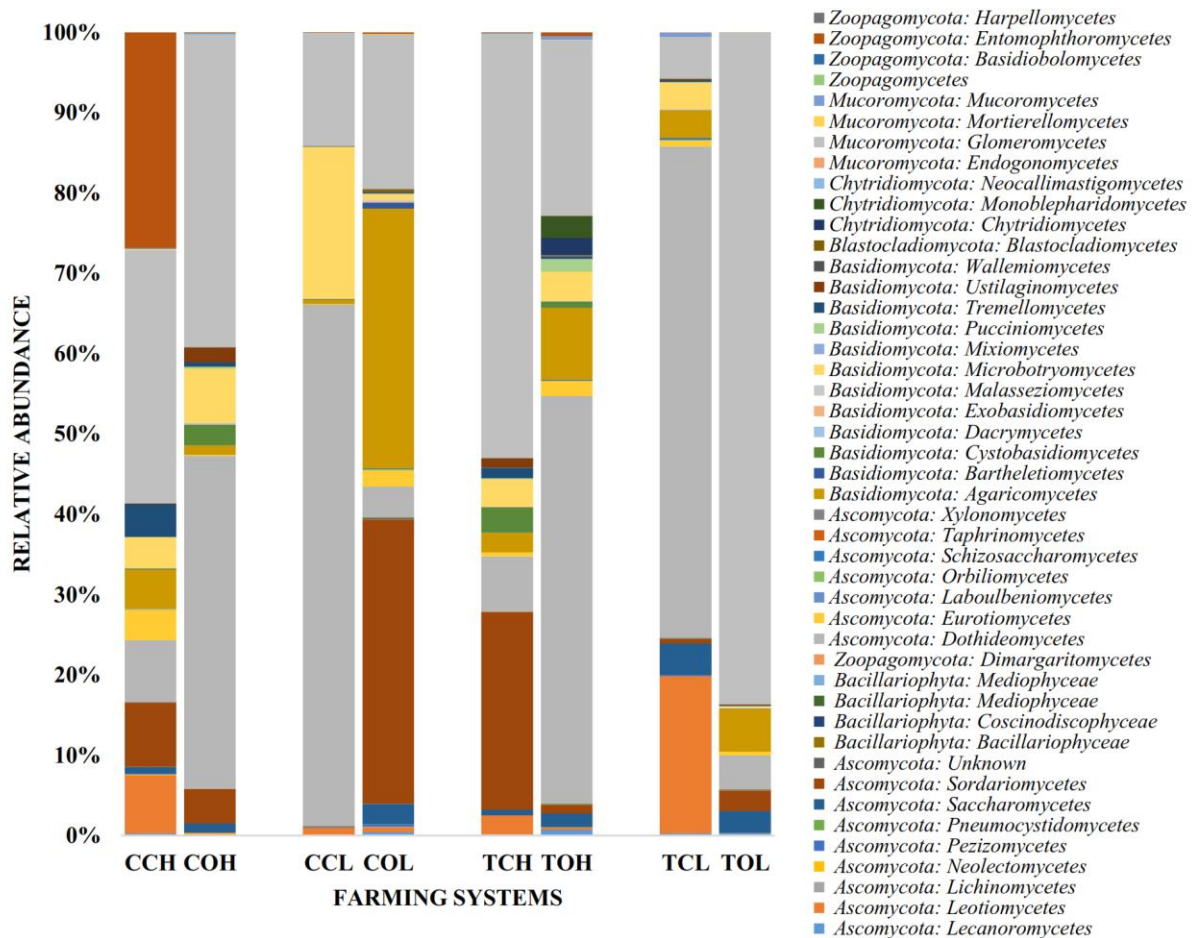 100%
90%
80%
70%
60%
50%
40%
30%
20%
10%
0%
RELATIVE ABUNDANCE
CCH COH CCL COL TCH TOH TCL TOL
FARMING SYSTEMS
Zoopagomycota: Harpellomycetes
Zoopagomycota: Entomophthoromycetes
Zoopagomycota: Basidiobolomycetes
Zoopagomycetes
Mucoromycota: Mucoromycetes
Mucoromycota: Mortierellomycetes
Mucoromycota: Glomeromycetes
Mucoromycota: Endogonomycetes
Chytridiomycota: Neocallimastigomycetes
Chytridiomycota: Monoblepharidomycetes
Chytridiomycota: Chytridiomycetes
Blastocladiomycota: Blastocladiomycetes
Basidiomycota: Wallemiomycetes
Basidiomycota: Ustilaginomycetes
Basidiomycota: Tremellomycetes
Basidiomycota: Pucciniomycetes
Basidiomycota: Mixiomycetes
Basidiomycota: Microbotryomycetes
Basidiomycota: Malasseziomycetes
Basidiomycota: Exobasidiomycetes
Basidiomycota: Dacrymycetes
Basidiomycota: Cystobasidiomycetes
Basidiomycota: Bartheletiomycetes
Basidiomycota: Agaricomycetes
Ascomycota: Xylonomycetes
Ascomycota: Taphrinomycetes
Ascomycota: Schizosaccharomycetes
Ascomycota: Orbiliomycetes
Ascomycota: Laboulbeniomycetes
Ascomycota: Eurotiomycetes
Ascomycota: Dothideomycetes
Zoopagomycota: Dimargaritomycetes
Bacillariophyta: Mediophyceae
Bacillariophyta: Mediophyceae
Bacillariophyta: Coscinodiscophyceae
Bacillariophyta: Bacillariophyceae
Ascomycota: Unknown
Ascomycota: Sordariomycetes
Ascomycota: Saccharomycetes
Ascomycota: Pneumocystidomycetes
Ascomycota: Pezizomycetes
Ascomycota: Neolectomycetes
Ascomycota: Lichinomycetes
Ascomycota: Leotiomycetes
Ascomycota: Lecanoromycetes